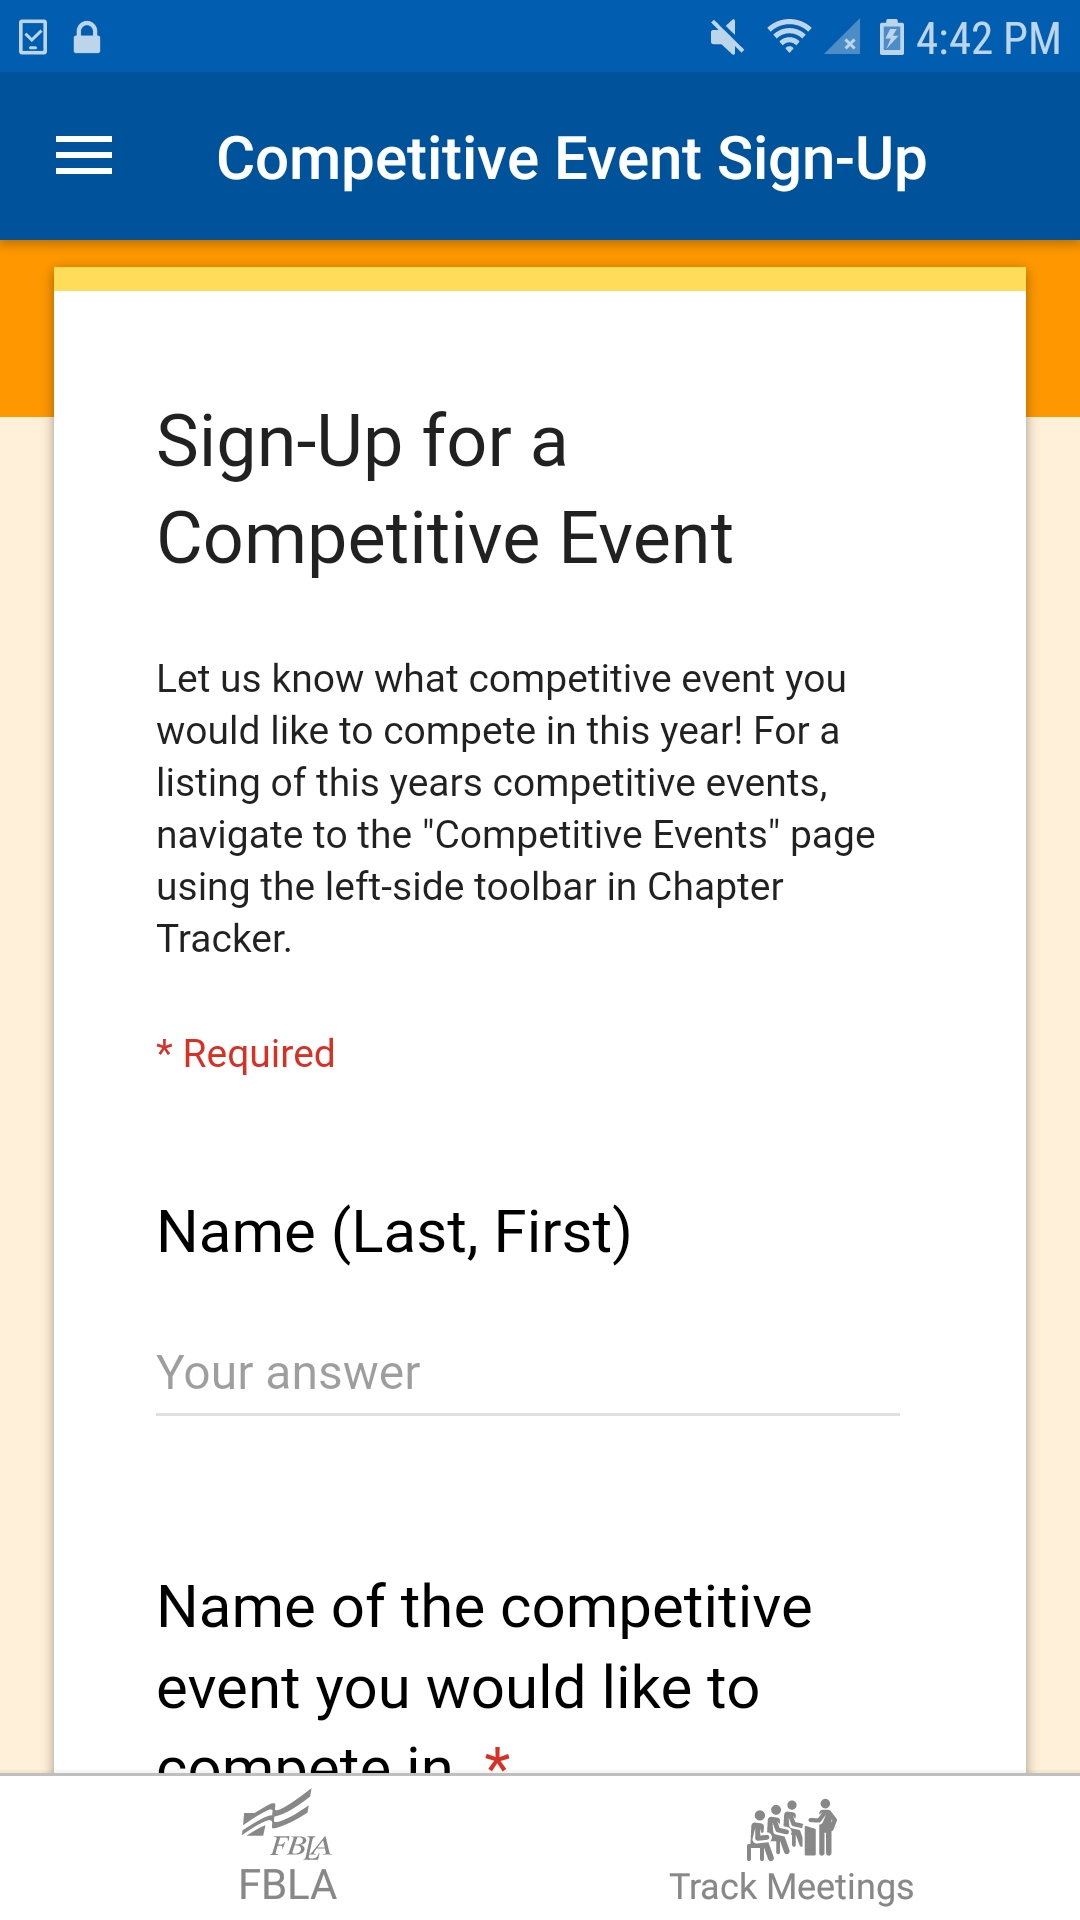 4:42 PM
Competitive Event Sign-Up
Sign-Up for a
Competitive Event
Let us know what competitive event you
would like to compete in this year! For a
listing of this years competitive events,
navigate to the "Competitive Events" page
using the left-side toolbar in Chapter
Tracker.
* Required
Name (Last, First)
Your answer
Name of the competitive
event you would like to
compete in. *
FBLA
FBLA
Track Meetings